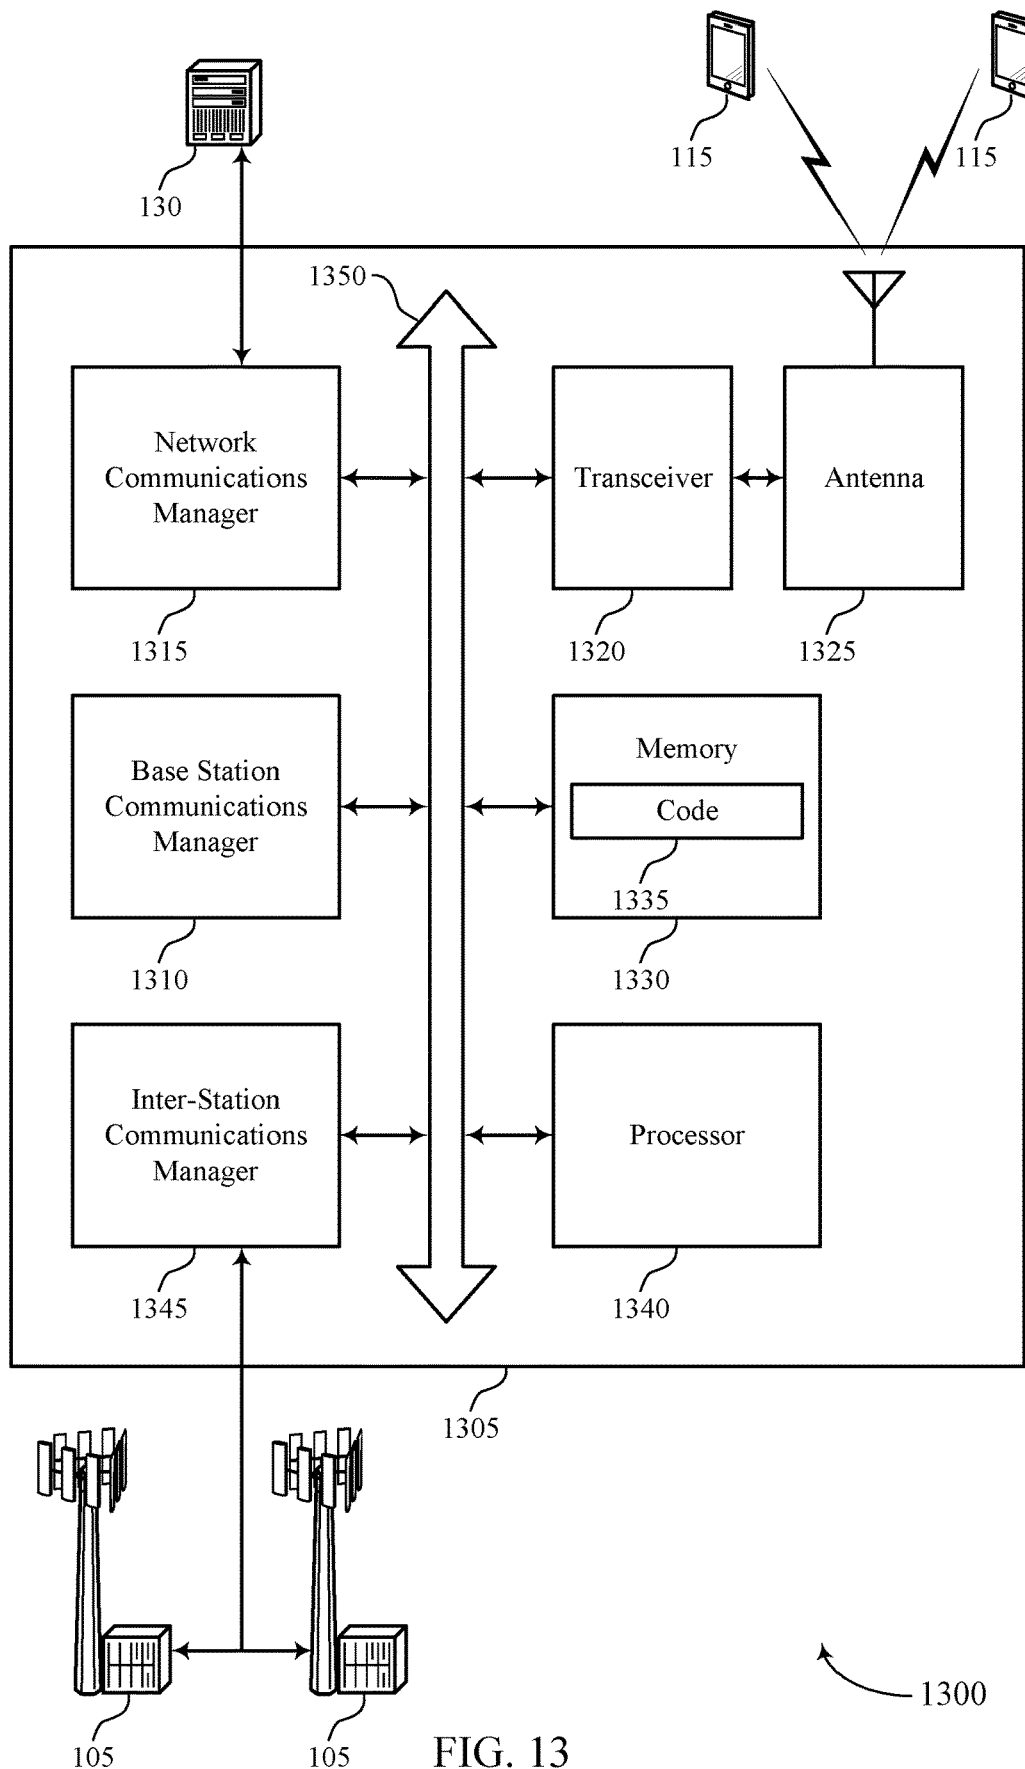 115
115
130
1350
Network
Communications
Manager
Transceiver
Antenna
1315
1320
1325
Base Station
Communications
Manager
Memory
Code
1335
1310
1330
Inter-Station
Communications
Manager
Processor
1345
1340
1305
1300
105
105
FIG. 13